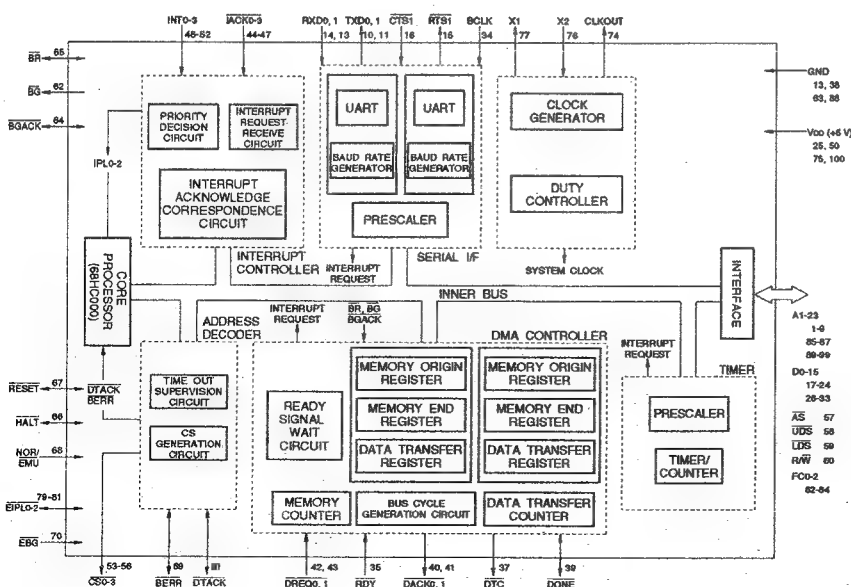 INT0-3 IACK0-3 RXD0, 1 TXD0, 1 CTS1 RTS1 BCLK X1 X2 CLKOUT
48-52 44-47 14, 13 10, 11 16 15 34 77 76 74
BR 65
BG 62
BGACK 64
GND
13, 38
63, 88
VDD (+5 V)
25, 50
75, 100
PRIORITY
DECISION
CIRCUIT
INTERRUPT
REQUEST-
RECEIVE
CIRCUIT
IPL0-2
INTERRUPT
ACKNOWLEDGE
CORRESPONDENCE
CIRCUIT
INTERRUPT
CONTROLLER
UART
UART
BAUD RATE
GENERATOR
BAUD RATE
GENERATOR
PRESCALER
INTERRUPT
REQUEST
SERIAL I/F
CLOCK
GENERATOR
DUTY
CONTROLLER
SYSTEM CLOCK
CORE
PROCESSOR
(68HC000)
INTERFACE
INNER BUS
A1-23
1-9
85-87
89-99
D0-15
17-24
26-33
AS 57
UDS 58
LDS 59
R/W 60
FC0-2
82-84
ADDRESS
DECODER
DTACK
BERR
TIME OUT
SUPERVISION
CIRCUIT
CS
GENERATION
CIRCUIT
INTERRUPT
REQUEST
BR, BG
BGACK
DMA CONTROLLER
READY
SIGNAL
WAIT
CIRCUIT
MEMORY ORIGIN
REGISTER
MEMORY END
REGISTER
DATA TRANSFER
REGISTER
MEMORY ORIGIN
REGISTER
MEMORY END
REGISTER
DATA TRANSFER
REGISTER
MEMORY
COUNTER
BUS CYCLE
GENERATION CIRCUIT
DATA TRANSFER
COUNTER
INTERRUPT
REQUEST
TIMER
PRESCALER
TIMER/
COUNTER
RESET 67
HALT 66
NOR/
EMU 68
EIPL0-2 79-81
EBG 70
53-56 69 42, 43 35 40, 41 37 39
CS0-3 BERR DTACK DREQ0, 1 RDY DACK0, 1 DTC DONE